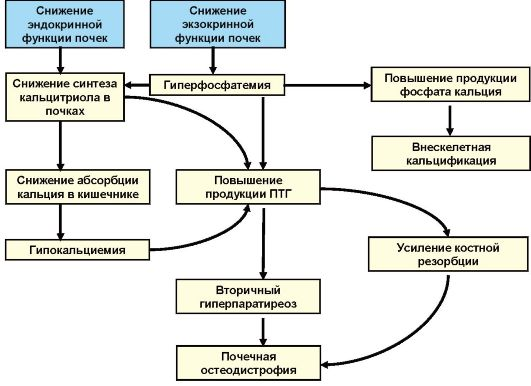 Снижение
эндокринной
функции почек
Снижение
экзокринной
функции почек
Снижение синтеза
кальцитриола в
почках
Гиперфосфатемия
Повышение продукции
фосфата кальция
Внескелетная
кальцификация
Снижение абсорбции
кальция в кишечнике
Повышение
продукции ПТГ
Гипокальциемия
Усиление костной
резорбции
Вторичный
гиперпаратиреоз
Почечная
остеодистрофия